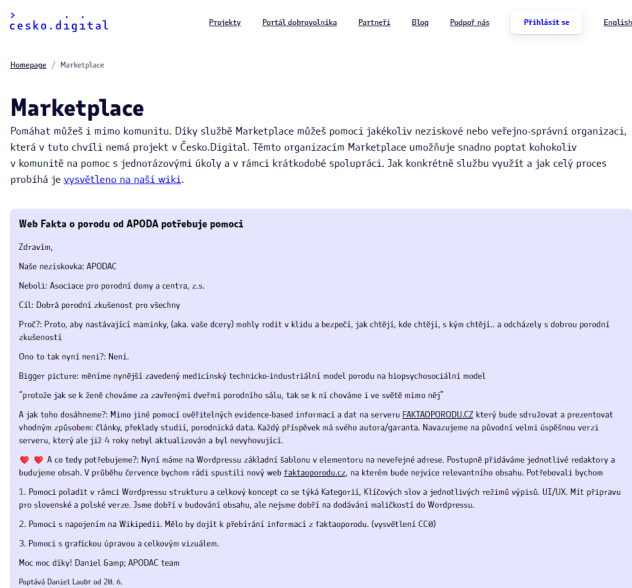 česko.digital
Projekty
Portál dobrovolníka
Partneři
Blog
Podpoř nás
Přihlásit se
English
Homepage / Marketplace
Marketplace
Pomáhat můžeš i mimo komunitu. Díky službě Marketplace můžeš pomoci jakékoliv neziskové nebo veřejno-správní organizaci,
která v tuto chvíli nemá projekt v Česko.Digital. Těmto organizacím Marketplace umožňuje snadno poptat kohokoliv
v komunitě na pomoc s jednorázovými úkoly a v rámci krátkodobé spolupráci. Jak konkrétně službu využít a jak celý proces
probíhá je vysvětleno na naší wiki.
Web Fakta o porodu od APODA potřebuje pomoci
Zdravím,
Naše neziskovka: APODAC
Neboli: Asociace pro porodní domy a centra, z.s.
Cíl: Dobrá porodní zkušenost pro všechny
Proč?: Proto, aby nastávající maminky, (aka. vaše dcery) mohly rodit v klidu a bezpečí, jak chtějí, kde chtějí, s kým chtějí.. a odcházely s dobrou porodní
zkušeností
Ono to tak nyní není?: Není.
Bigger picture: měníme nynější zavedený medicínský technicko-industriální model porodu na biopsychosociální model
"protože jak se k ženě chováme za zavřenými dveřmi porodního sálu, tak se k ní chováme i ve světě mimo něj"
A jak toho dosáhneme?: Mimo jiné pomocí ověřitelných evidence-based informací a dat na serveru FAKTAOPORODU.CZ který bude sdružovat a prezentovat
vhodným způsobem: články, překlady studií, porodnická data. Každý příspěvek má svého autora/garanta. Navazujeme na původní velmi úspěšnou verzi
serveru, který ale již 4 roky nebyl aktualizován a byl nevyhovující.
❤️ ❤️ A co tedy potřebujeme?: Nyní máme na Wordpressu základní šablonu v elementoru na neveřejné adrese. Postupně přidáváme jednotlivé redaktory a
budujeme obsah. V průběhu července bychom rádi spustili nový web faktaoporodu.cz, na kterém bude nejvíce relevantního obsahu. Potřebovali bychom
1. Pomoci poladit v rámci Wordpressu strukturu a celkový koncept co se týká Kategorií, Klíčových slov a jednotlivých režimů výpisů. UI/UX. Mít přípravu
pro slovenské a polské verze. Jsme dobří v budování obsahu, ale nejsme dobří na dodávání maličkostí do Wordpressu.
2. Pomoci s napojením na Wikipedii. Mělo by dojít k přebírání informací z faktaoporodu. (vysvětlení CC0)
3. Pomoci s grafickou úpravou a celkovým vizuálem.
Moc moc díky! Daniel &amp; APODAC team
Poptává Daniel Laubr od 20. 6.